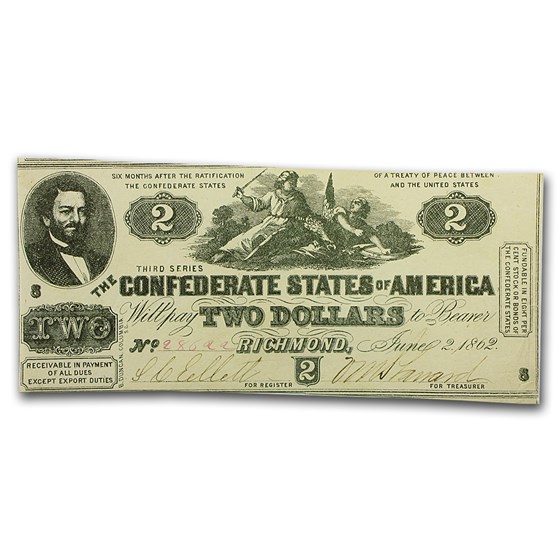 SIX MONTHS AFTER THE RATIFICATION OF A TREATY OF PEACE BETWEEN
THE CONFEDERATE STATES AND THE UNITED STATES
2 2
THIRD SERIES
8
THE CONFEDERATE STATES OF AMERICA
Will pay TWO DOLLARS to Bearer
TWO
No.
RICHMOND, June 2, 1862.
RECEIVABLE IN PAYMENT
OF ALL DUES
EXCEPT EXPORT DUTIES
FOR REGISTER
2
FOR TREASURER
8
B. DUNCAN, COLUMBIA, S.C.
FUNDABLE IN EIGHT PER
CENT STOCK OR BONDS OF
THE CONFEDERATE STATES